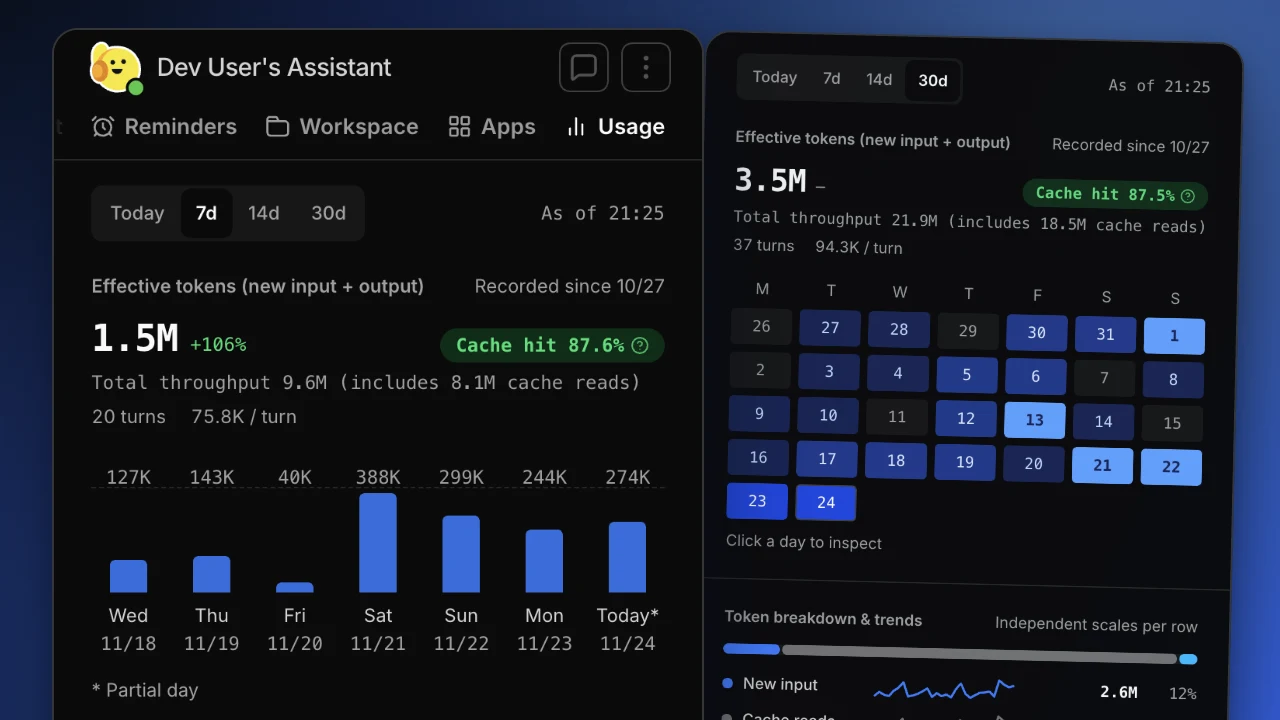 Dev User's Assistant
Reminders Workspace Apps Usage
Today 7d 14d 30d As of 21:25
Effective tokens (new input + output) Recorded since 10/27
1.5M +106% Cache hit 87.6% ?
Total throughput 9.6M (includes 8.1M cache reads)
20 turns 75.8K / turn
127K 143K 40K 388K 299K 244K 274K
Wed Thu Fri Sat Sun Mon Today*
11/18 11/19 11/20 11/21 11/22 11/23 11/24
* Partial day
Today 7d 14d 30d As of 21:25
Effective tokens (new input + output) Recorded since 10/27
3.5M – Cache hit 87.5% ?
Total throughput 21.9M (includes 18.5M cache reads)
37 turns 94.3K / turn
M T W T F S S
26 27 28 29 30 31 1
2 3 4 5 6 7 8
9 10 11 12 13 14 15
16 17 18 19 20 21 22
23 24
Click a day to inspect
Token breakdown & trends Independent scales per row
New input 2.6M 12%
Cache reads